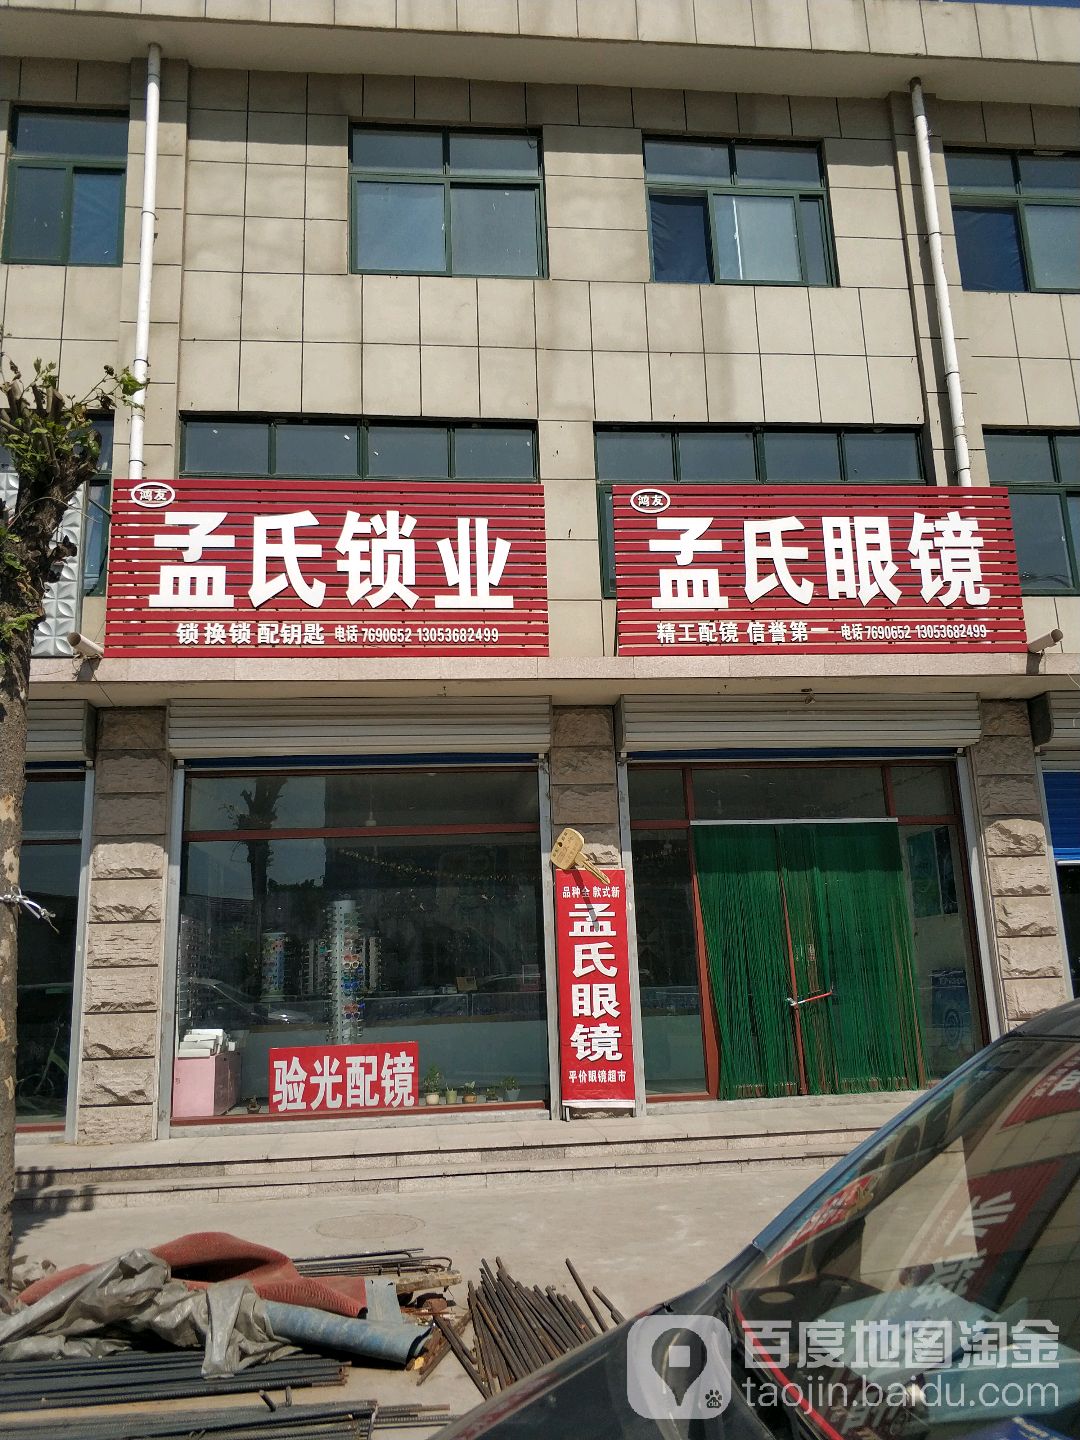 鸿友
孟氏锁业
锁 换锁 配钥匙 电话 7690652 13053682499
鸿友
孟氏眼镜
精工配镜 信誉第一 电话 7690652 13053682499
品种全 款式新
孟氏眼镜
平价眼镜超市
验光配镜
百度地图淘金
taojin.baidu.com